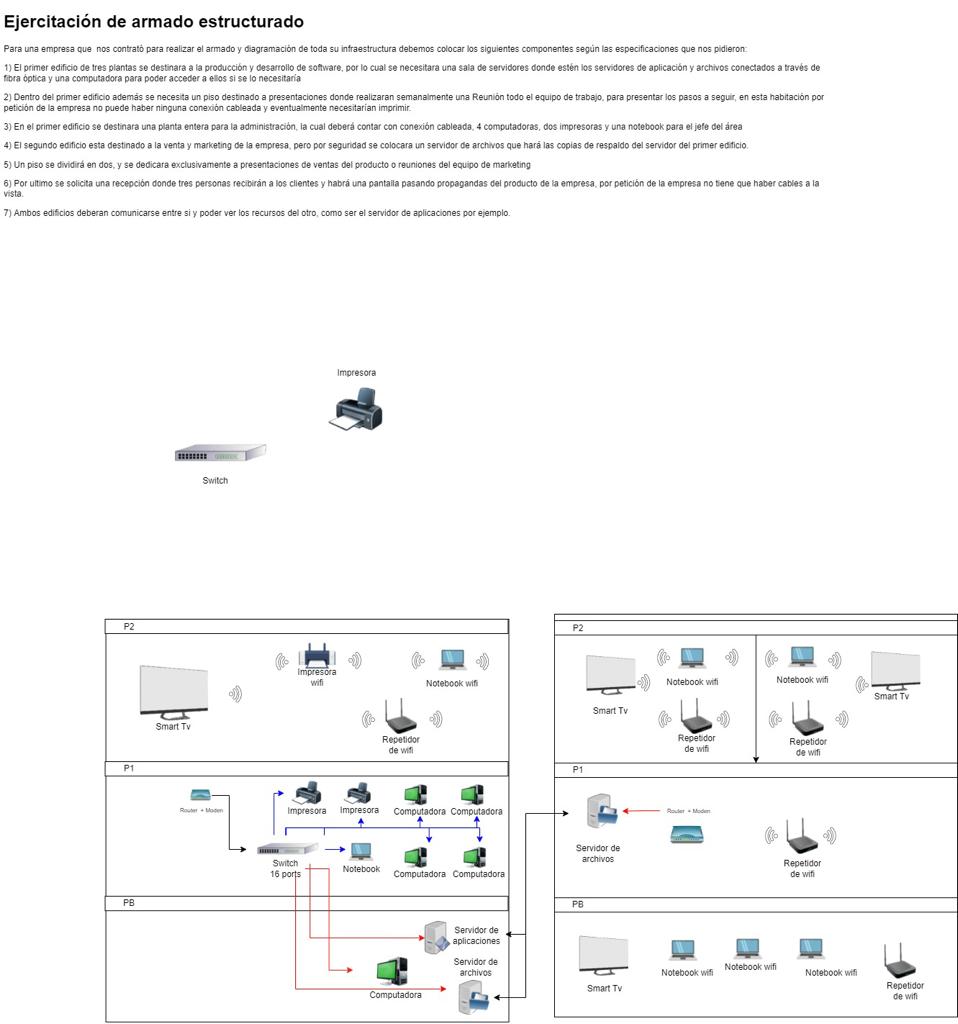 Ejercitación de armado estructurado
Para una empresa que nos contrató para realizar el armado y diagramación de toda su infraestructura debemos colocar los siguientes componentes según las especificaciones que nos pidieron:
1) El primer edificio de tres plantas se destinara a la producción y desarrollo de software, por lo cual se necesitara una sala de servidores donde estén los servidores de aplicación y archivos conectados a través de
fibra óptica y una computadora para poder acceder a ellos si se lo necesitaría
2) Dentro del primer edificio además se necesita un piso destinado a presentaciones donde realizaran semanalmente una Reunión todo el equipo de trabajo, para presentar los pasos a seguir, en esta habitación por
petición de la empresa no puede haber ninguna conexión cableada y eventualmente necesitarían imprimir.
3) En el primer edificio se destinara una planta entera para la administración, la cual deberá contar con conexión cableada, 4 computadoras, dos impresoras y una notebook para el jefe del área
4) El segundo edificio esta destinado a la venta y marketing de la empresa, pero por seguridad se colocara un servidor de archivos que hará las copias de respaldo del servidor del primer edificio.
5) Un piso se dividirá en dos, y se dedicara exclusivamente a presentaciones de ventas del producto o reuniones del equipo de marketing
6) Por ultimo se solicita una recepción donde tres personas recibirán a los clientes y habrá una pantalla pasando propagandas del producto de la empresa, por petición de la empresa no tiene que haber cables a la
vista.
7) Ambos edificios deberan comunicarse entre si y poder ver los recursos del otro, como ser el servidor de aplicaciones por ejemplo.
Impresora
Switch
P2
Impresora
wifi
Notebook wifi
Smart Tv
Repetidor
de wifi
P1
Router + Moden
Impresora
Impresora
Computadora
Computadora
Switch
16 ports
Notebook
Computadora
Computadora
PB
Servidor de
aplicaciones
Servidor de
archivos
Computadora
P2
Notebook wifi
Notebook wifi
Smart Tv
Smart Tv
Repetidor
de wifi
Repetidor
de wifi
P1
Router + Moden
Servidor de
archivos
Repetidor
de wifi
PB
Smart Tv
Notebook wifi
Notebook wifi
Notebook wifi
Repetidor
de wifi